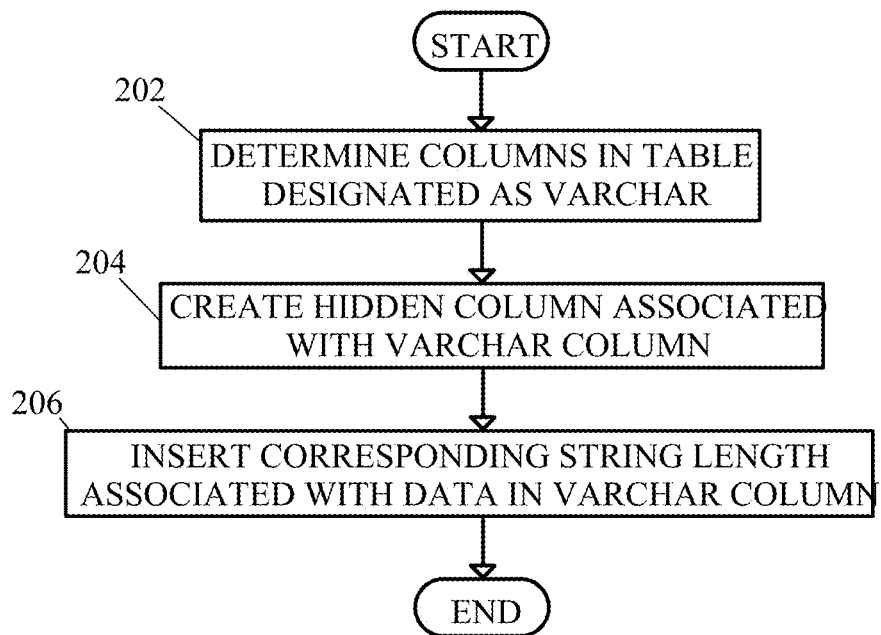 START
202
DETERMINE COLUMNS IN TABLE
DESIGNATED AS VARCHAR
204
CREATE HIDDEN COLUMN ASSOCIATED
WITH VARCHAR COLUMN
206
INSERT CORRESPONDING STRING LENGTH
ASSOCIATED WITH DATA IN VARCHAR COLUMN
END